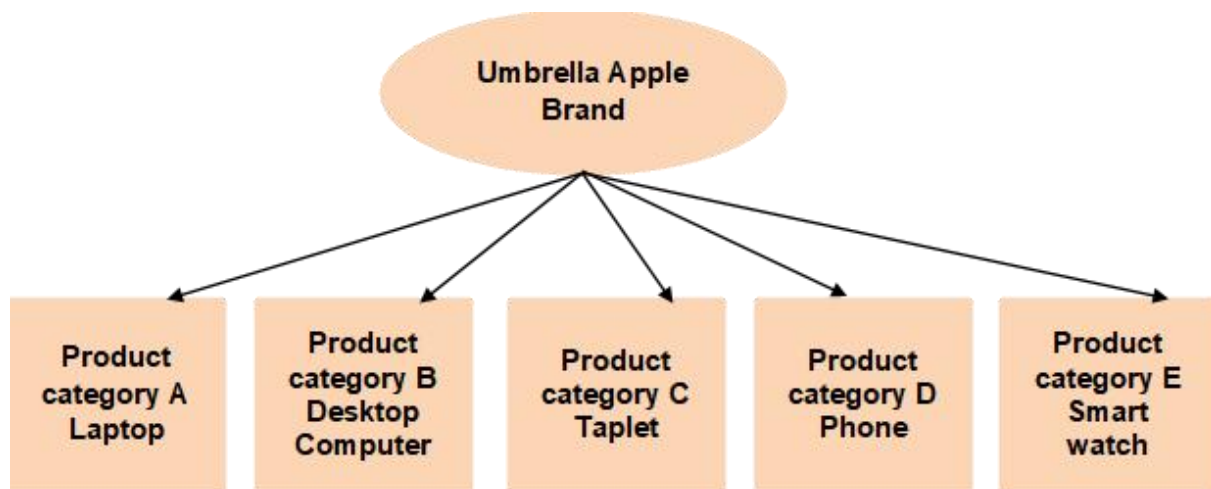 Umbrella Apple
Brand
Product
category A
Laptop
Product
category B
Desktop
Computer
Product
category C
Taplet
Product
category D
Phone
Product
category E
Smart
watch